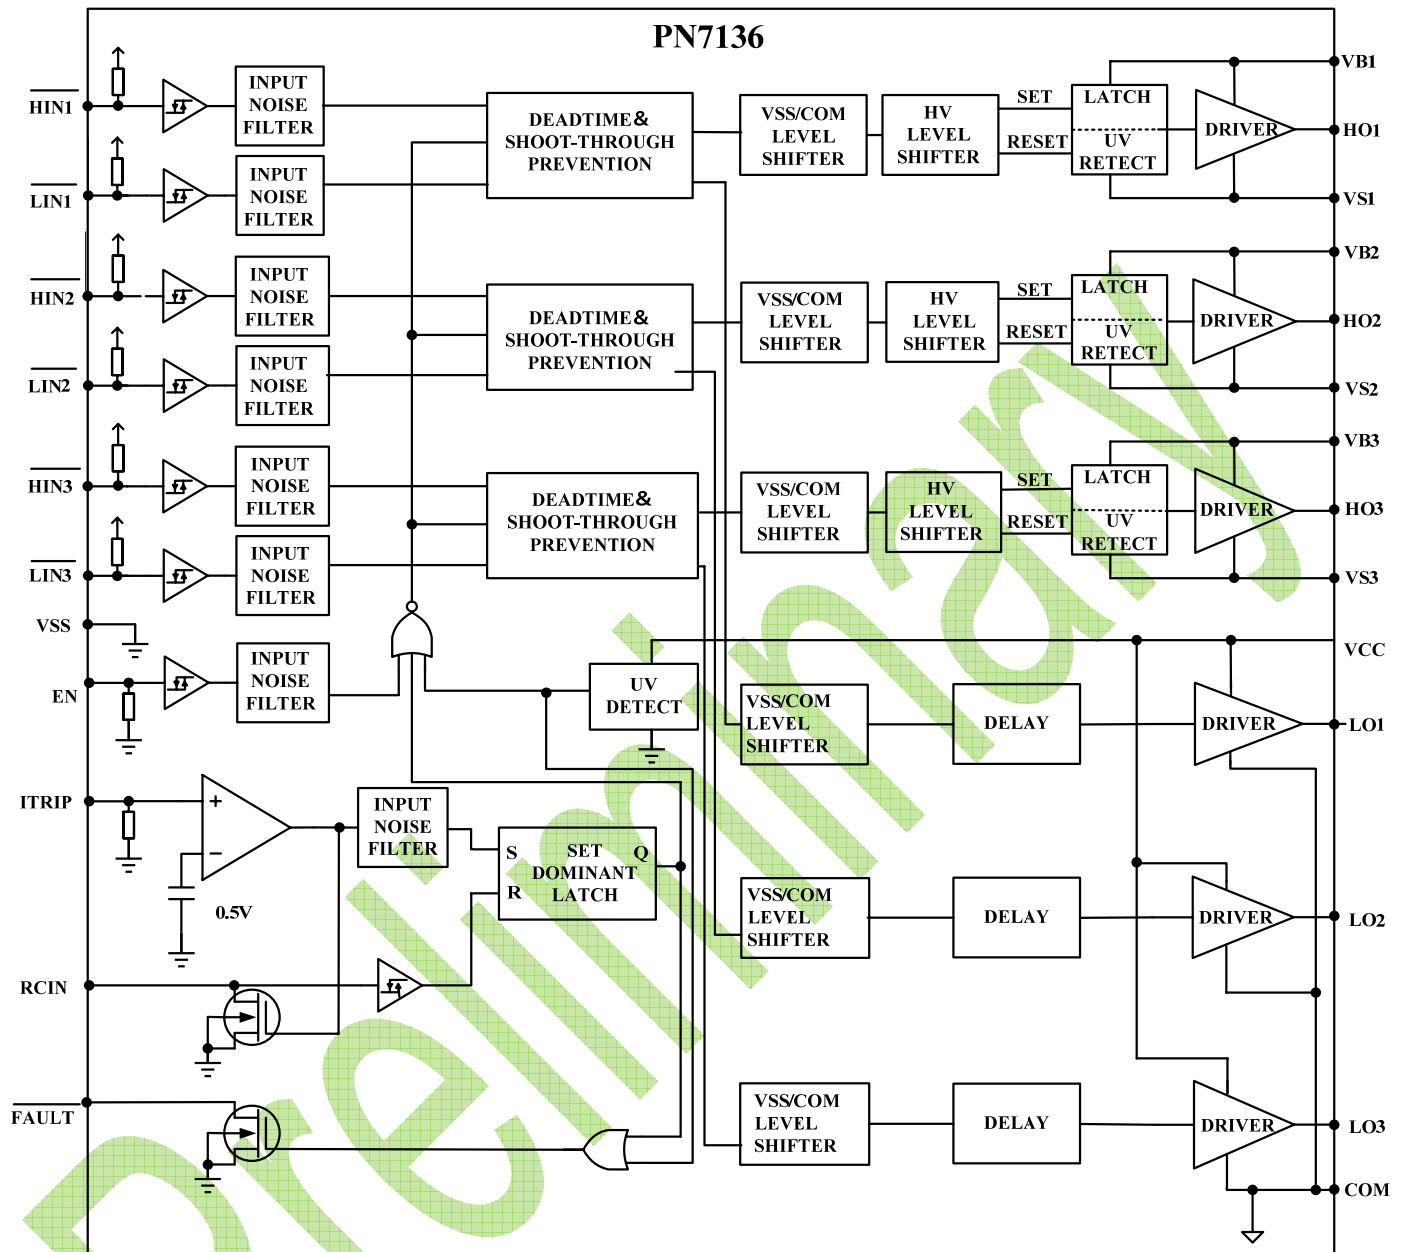 PN7136
HIN1
LIN1
HIN2
LIN2
HIN3
LIN3
VSS
EN
ITRIP
RCIN
FAULT
INPUT
NOISE
FILTER
INPUT
NOISE
FILTER
INPUT
NOISE
FILTER
INPUT
NOISE
FILTER
INPUT
NOISE
FILTER
INPUT
NOISE
FILTER
INPUT
NOISE
FILTER
DEADTIME&
SHOOT-THROUGH
PREVENTION
DEADTIME&
SHOOT-THROUGH
PREVENTION
DEADTIME&
SHOOT-THROUGH
PREVENTION
VSS/COM
LEVEL
SHIFTER
HV
LEVEL
SHIFTER
SET
RESET
LATCH
UV
RETECT
DRIVER
VB1
HO1
VS1
VSS/COM
LEVEL
SHIFTER
HV
LEVEL
SHIFTER
SET
RESET
LATCH
UV
RETECT
DRIVER
VB2
HO2
VS2
VSS/COM
LEVEL
SHIFTER
HV
LEVEL
SHIFTER
SET
RESET
LATCH
UV
RETECT
DRIVER
VB3
HO3
VS3
UV
DETECT
VCC
VSS/COM
LEVEL
SHIFTER
DELAY
DRIVER
LO1
+
−
0.5V
INPUT
NOISE
FILTER
S
R
SET
DOMINANT
LATCH
Q
VSS/COM
LEVEL
SHIFTER
DELAY
DRIVER
LO2
VSS/COM
LEVEL
SHIFTER
DELAY
DRIVER
LO3
COM
Preliminary